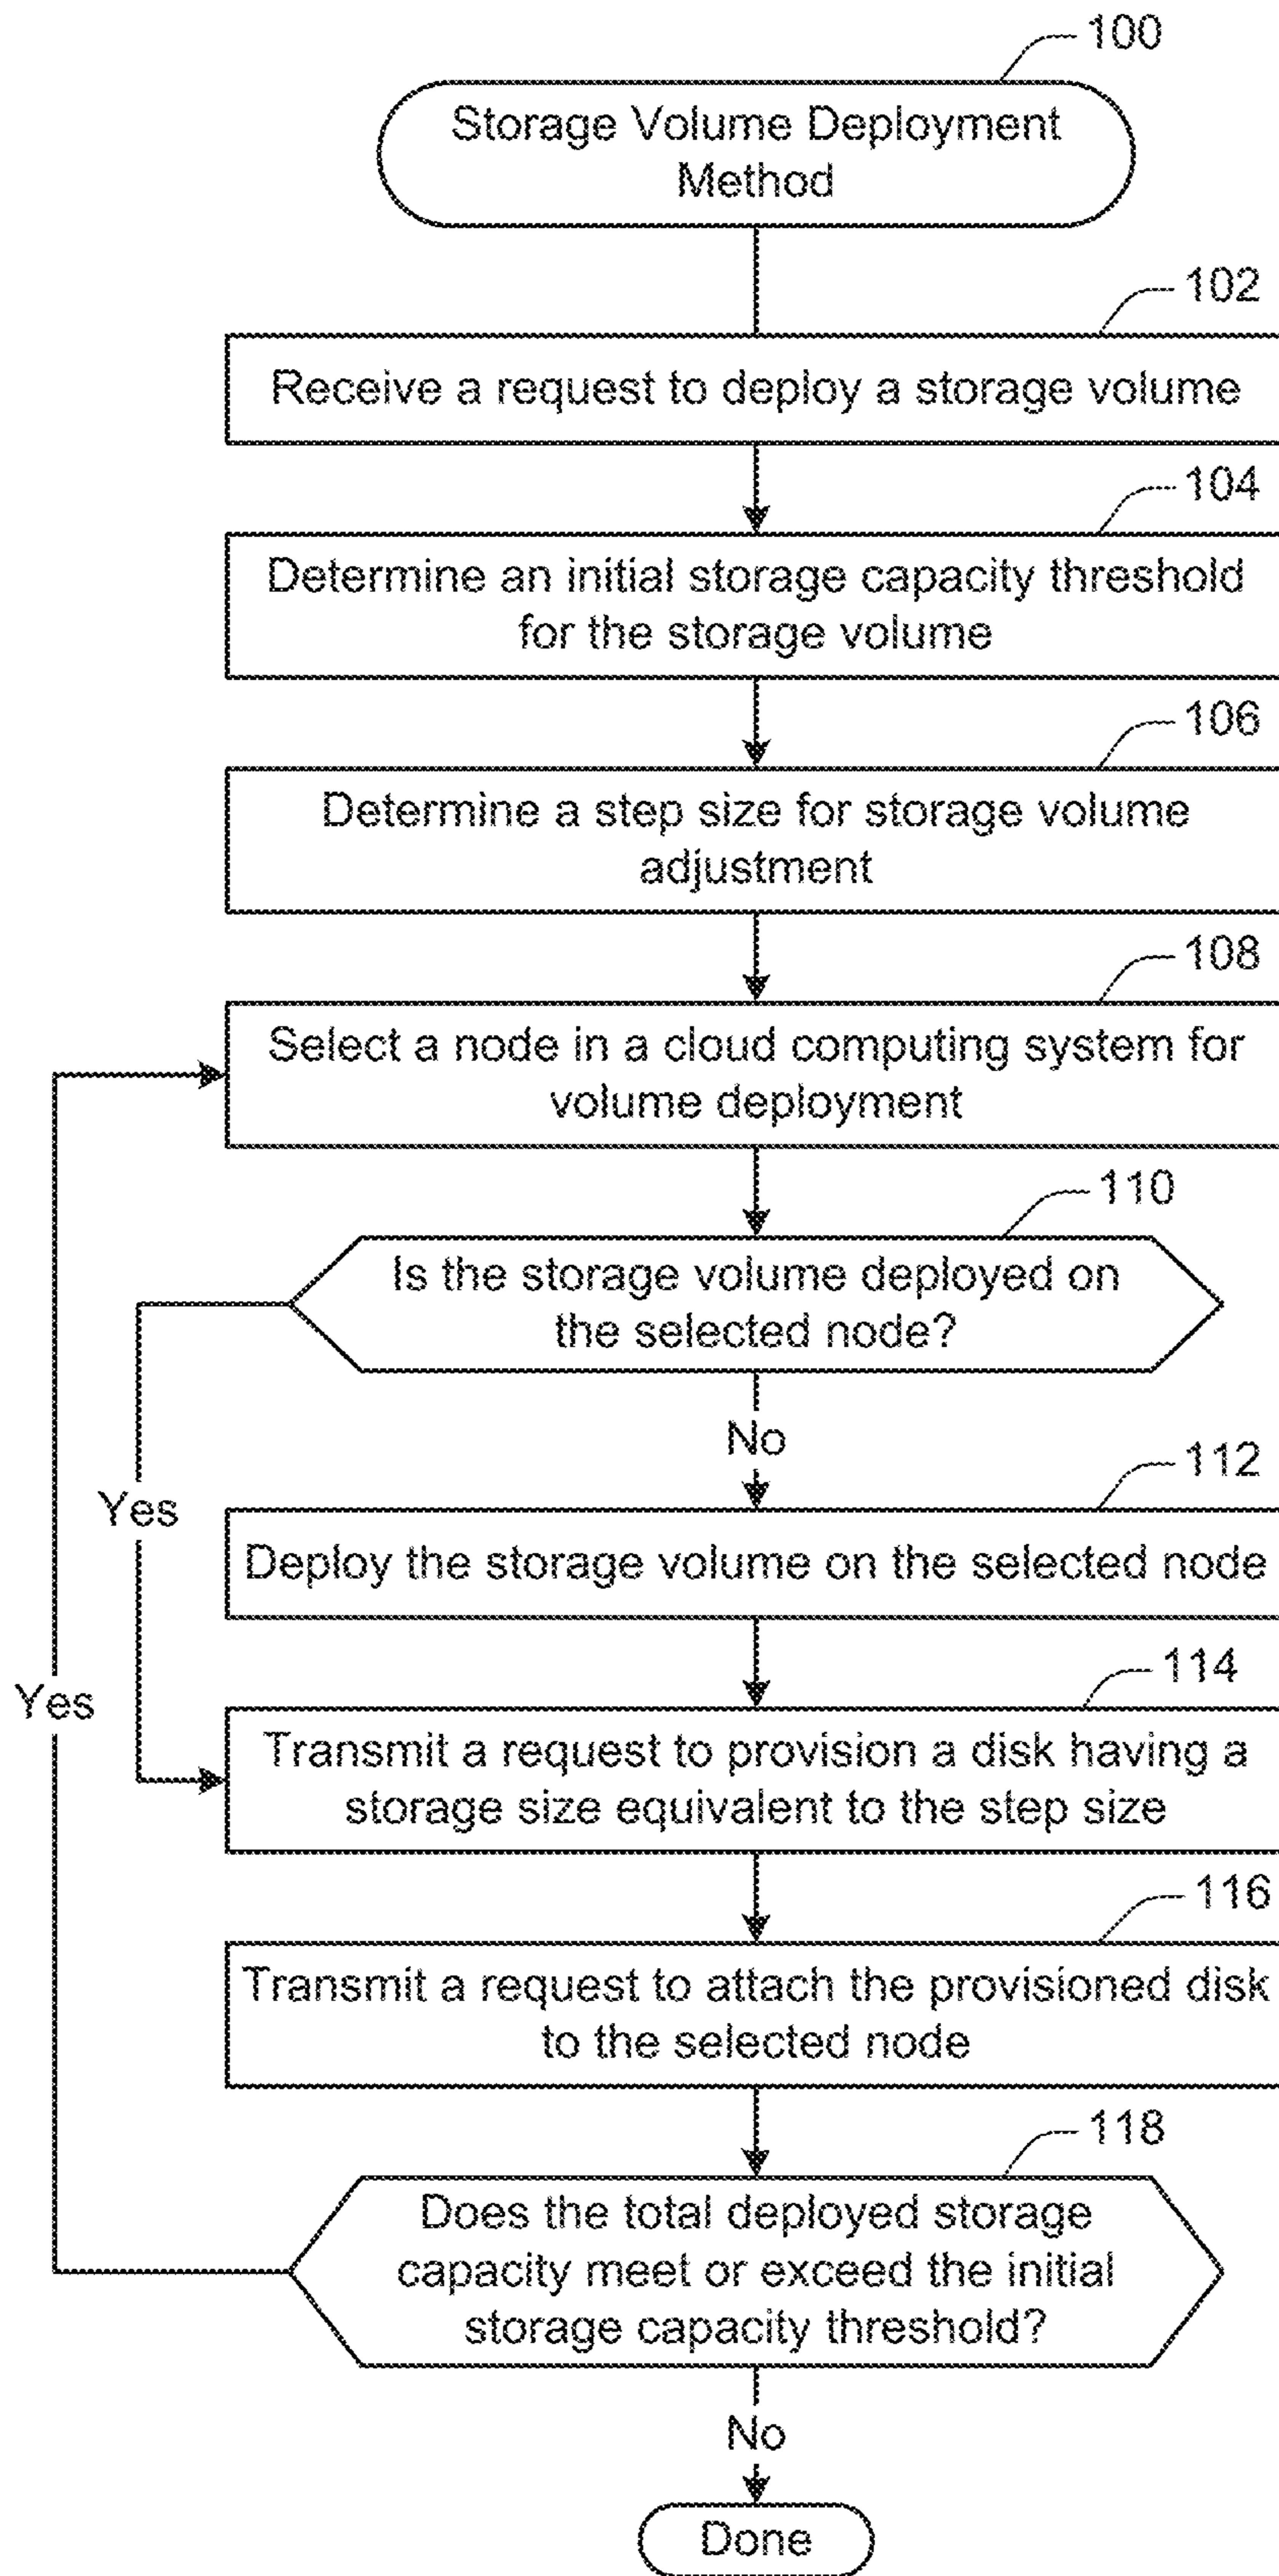 100
Storage Volume Deployment
Method
102
Receive a request to deploy a storage volume
104
Determine an initial storage capacity threshold
for the storage volume
106
Determine a step size for storage volume
adjustment
108
Select a node in a cloud computing system for
volume deployment
110
Is the storage volume deployed on
the selected node?
No
Yes
112
Deploy the storage volume on the selected node
114
Yes
Transmit a request to provision a disk having a
storage size equivalent to the step size
116
Transmit a request to attach the provisioned disk
to the selected node
118
Does the total deployed storage
capacity meet or exceed the initial
storage capacity threshold?
No
Done